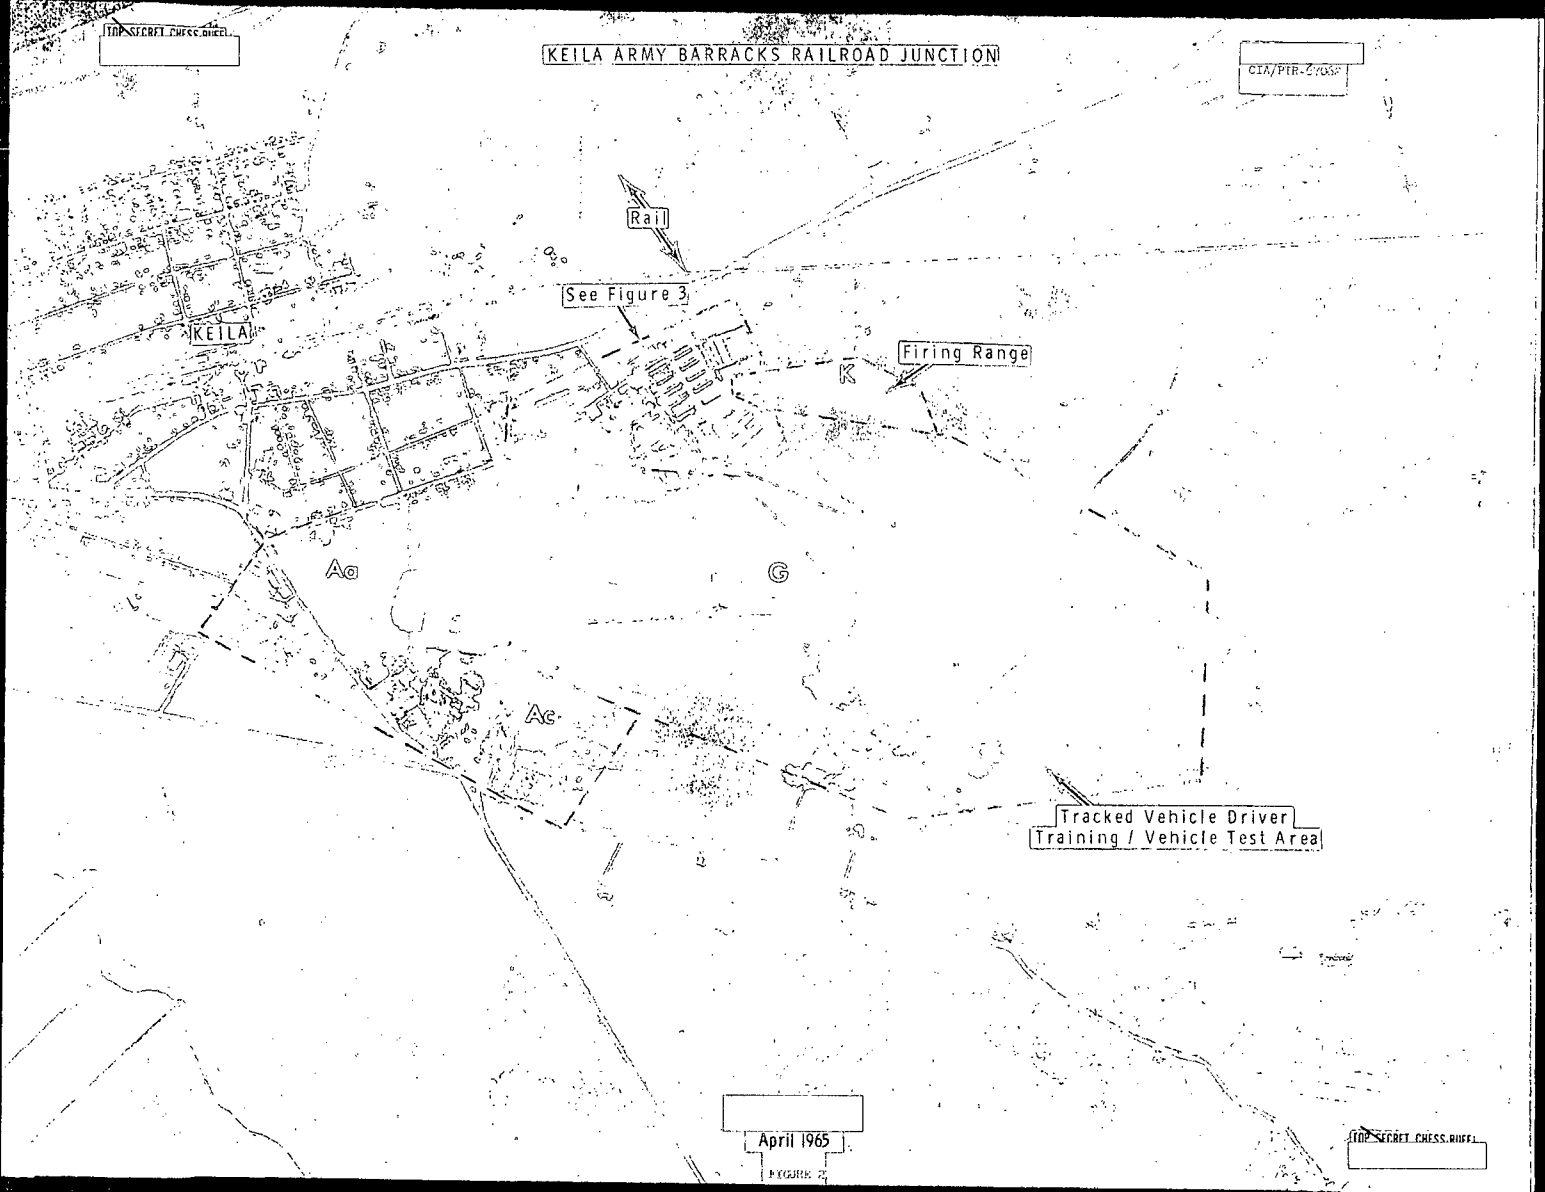 TOP SECRET CHESS RUFF
KEILA ARMY BARRACKS RAILROAD JUNCTION
Rail
See Figure 3
KEILA
Firing Range
K
Aa
G
Ac
Tracked Vehicle Driver
Training / Vehicle Test Area
April 1965
FIGURE 2
TOP SECRET CHESS RUFF